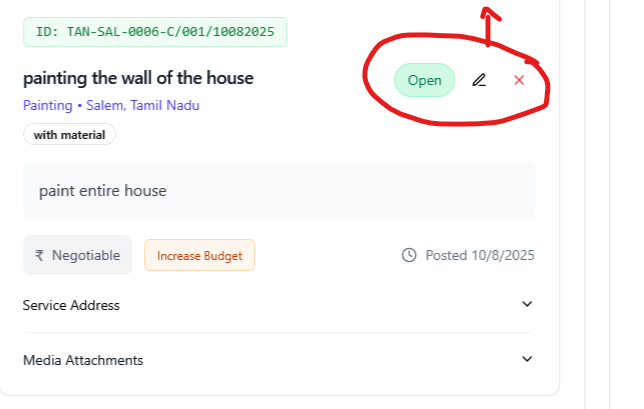 ID: TAN-SAL-0006-C/001/10082025
painting the wall of the house
Open
Painting • Salem, Tamil Nadu
with material
paint entire house
₹ Negotiable
Increase Budget
Posted 10/8/2025
Service Address
Media Attachments